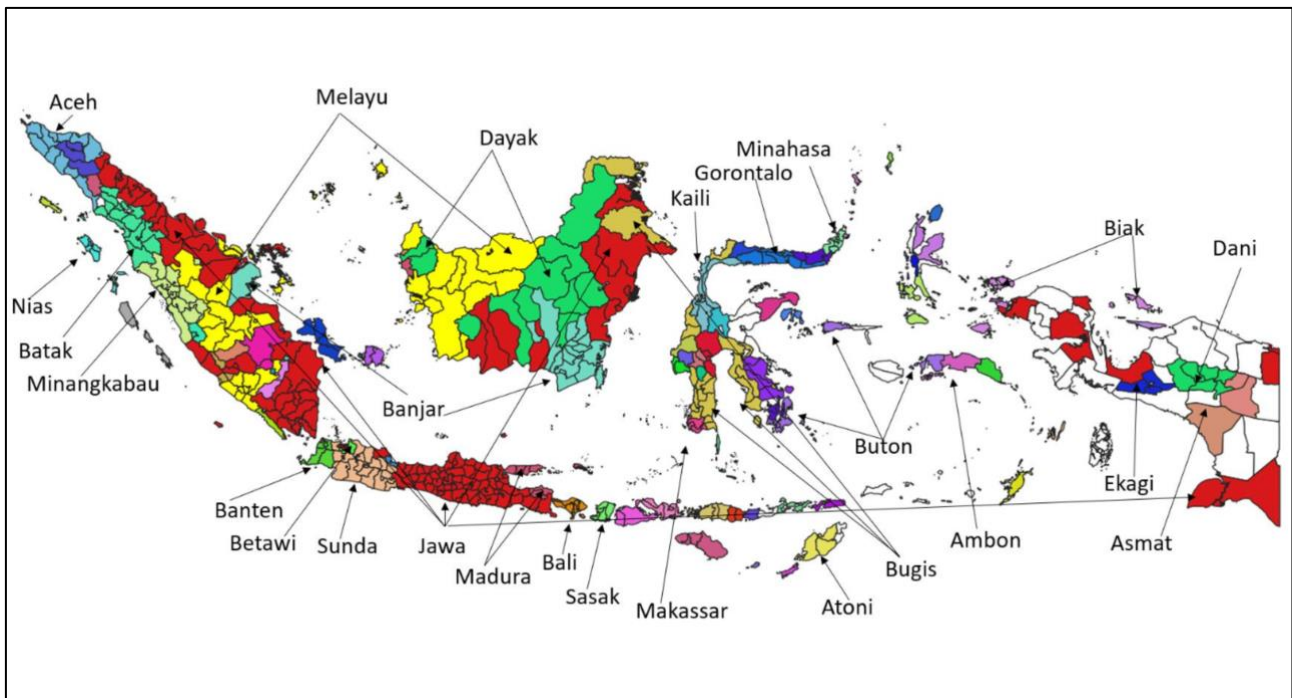 Aceh
Melayu
Dayak
Minahasa
Gorontalo
Kaili
Biak
Dani
Nias
Batak
Minangkabau
Banjar
Buton
Ekagi
Banten
Betawi
Sunda
Jawa
Madura
Bali
Sasak
Makassar
Atoni
Bugis
Ambon
Asmat